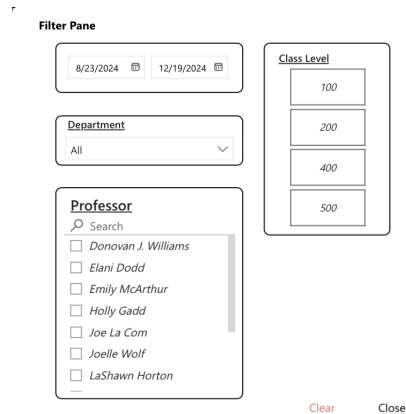 Filter Pane
8/23/2024 12/19/2024
Department
All
Professor
Search
Donovan J. Williams
Elani Dodd
Emily McArthur
Holly Gadd
Joe La Com
Joelle Wolf
LaShawn Horton
Class Level
100
200
400
500
Clear Close